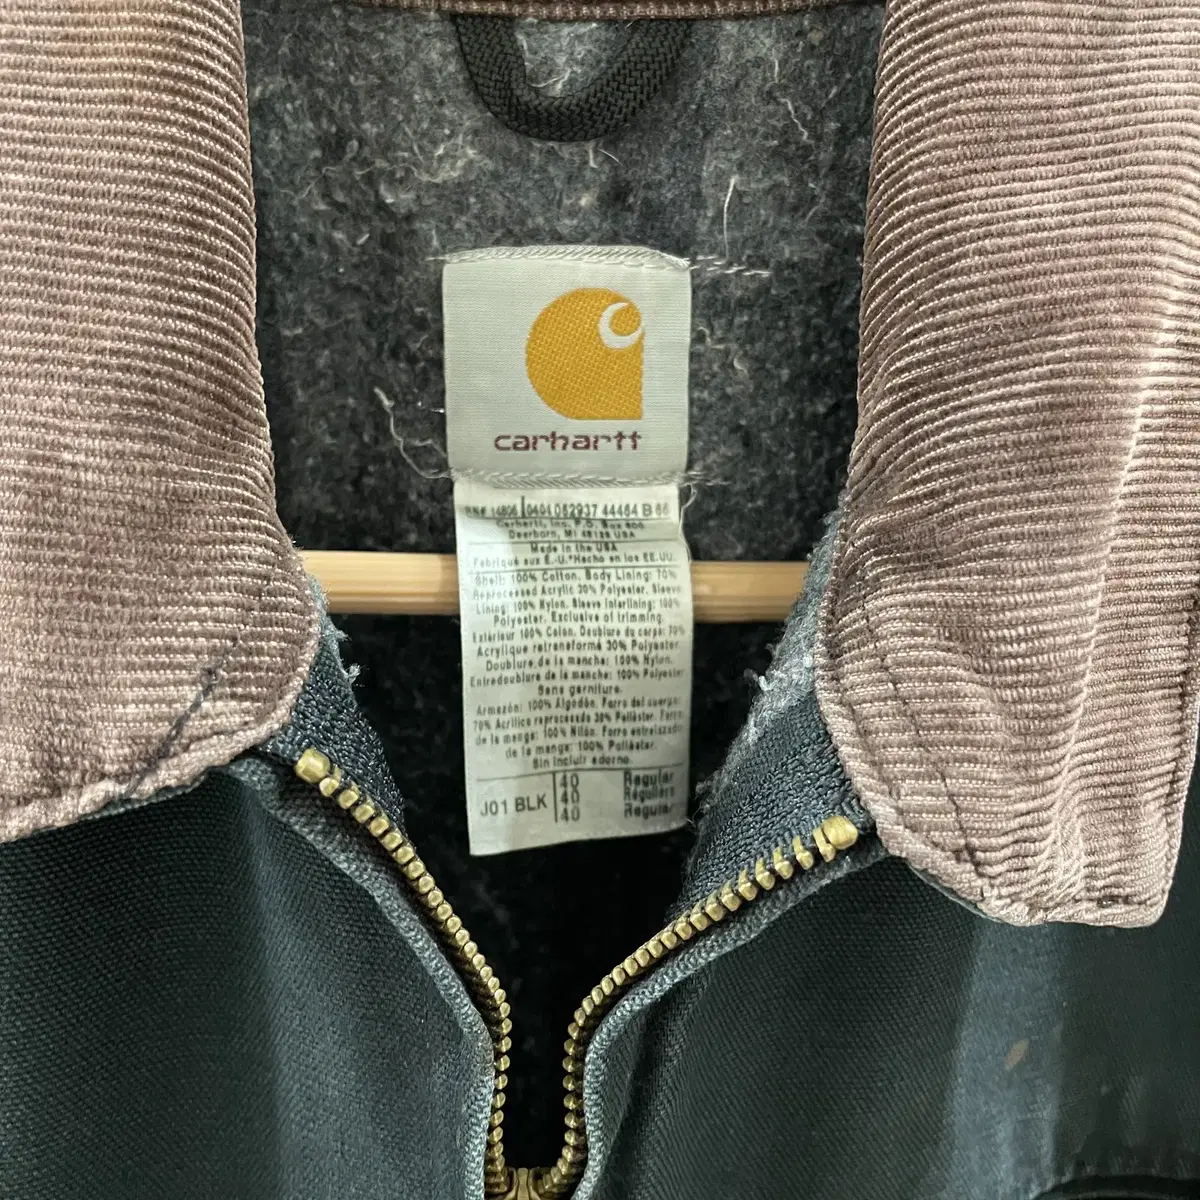 carhartt
RN# 14806 0404 082937 44464 B 66
Carhartt, Inc. P.O. Box 600
Dearborn, MI 48126 USA
Made in the USA
Fabrique aux É.-U.*Hecho en los EE.UU.
Shell: 100% Cotton. Body Lining: 70%
Reprocessed Acrylic 30% Polyester. Sleeve
Lining: 100% Nylon. Sleeve Interlining: 100%
Polyester. Exclusive of trimming.
Extérieur 100% Coton. Doublure du corps: 70%
Acrylique retransformé 30% Polyester.
Doublure de la manche: 100% Nylon.
Entredoublure de la manche: 100% Polyester
Sans garniture.
Armazón: 100% Algodón. Forro del cuerpo:
70% Acrílico reprocesado 30% Poliéster. Forro
de la manga: 100% Nilón. Forro entrelazado
de la manga: 100% Poliéster.
Sin incluir adorno.
J01 BLK 40 Regular
40 Réguliers
40 Regular